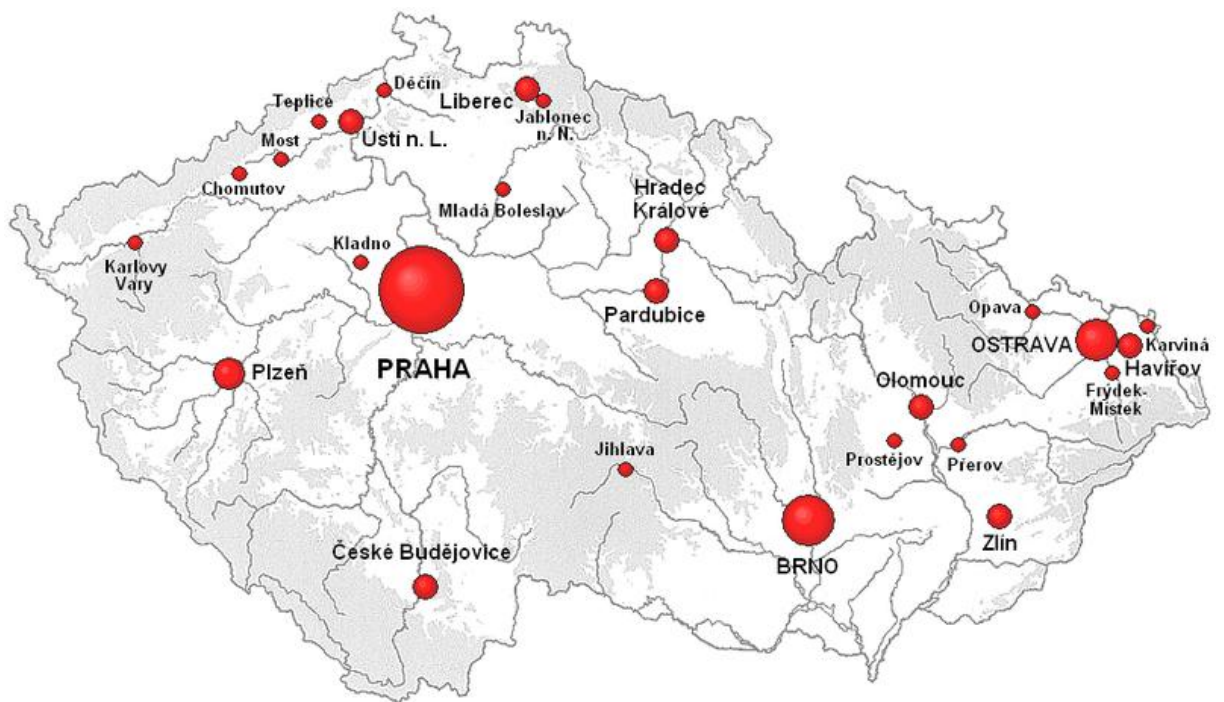 Děčín
Teplice
Liberec
Jablonec
n. N.
Most
Ústí n. L.
Chomutov
Mladá Boleslav
Hradec
Králové
Kladno
Karlovy
Vary
Pardubice
Opava
OSTRAVA
Karviná
Havířov
Frýdek-
Místek
PRAHA
Plzeň
Olomouc
Jihlava
Prostějov
Přerov
Zlín
České Budějovice
BRNO